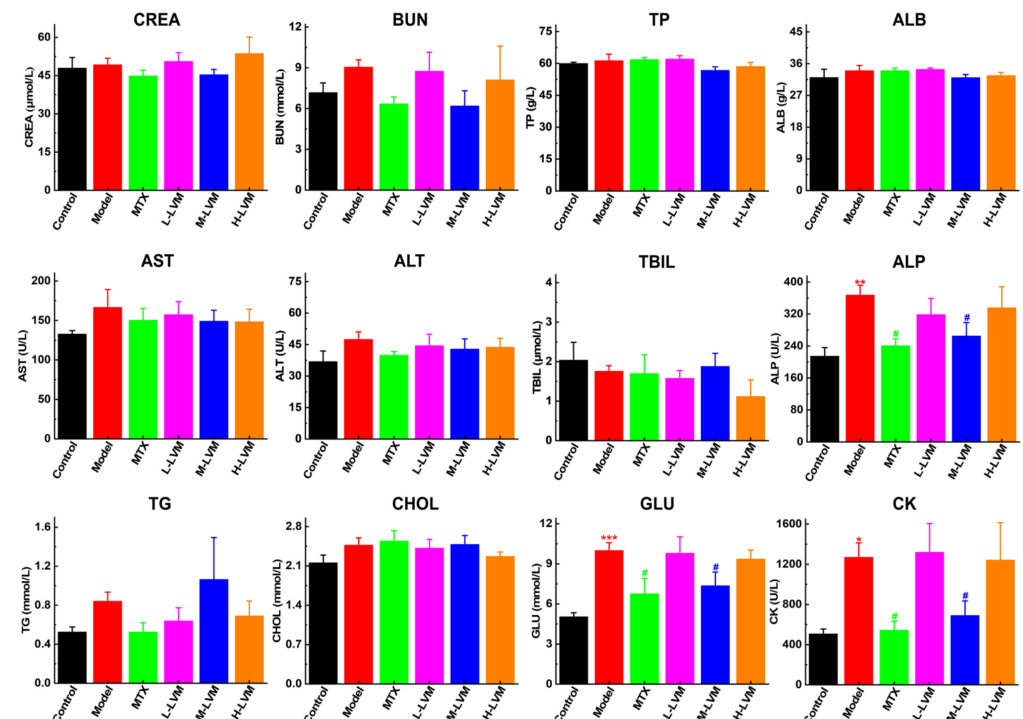 CREA
CREA (μmol/L)
60
45
30
15
0
Control
Model
MTX
L-LVM
M-LVM
H-LVM
BUN
BUN (mmol/L)
12
9
6
3
0
Control
Model
MTX
L-LVM
M-LVM
H-LVM
TP
TP (g/L)
75
60
45
30
15
0
Control
Model
MTX
L-LVM
M-LVM
H-LVM
ALB
ALB (g/L)
45
36
27
18
9
0
Control
Model
MTX
L-LVM
M-LVM
H-LVM
AST
AST (U/L)
200
150
100
50
0
Control
Model
MTX
L-LVM
M-LVM
H-LVM
ALT
ALT (U/L)
75
60
45
30
15
0
Control
Model
MTX
L-LVM
M-LVM
H-LVM
TBIL
TBIL (μmol/L)
4
3
2
1
0
Control
Model
MTX
L-LVM
M-LVM
H-LVM
ALP
ALP (U/L)
400
320
240
160
80
0
**
#
#
Control
Model
MTX
L-LVM
M-LVM
H-LVM
TG
TG (mmol/L)
1.6
1.2
0.8
0.4
0.0
Control
Model
MTX
L-LVM
M-LVM
H-LVM
CHOL
CHOL (mmol/L)
2.8
2.1
1.4
0.7
0.0
Control
Model
MTX
L-LVM
M-LVM
H-LVM
GLU
GLU (mmol/L)
12
9
6
3
0
***
#
#
Control
Model
MTX
L-LVM
M-LVM
H-LVM
CK
CK (U/L)
1600
1200
800
400
0
*
#
#
Control
Model
MTX
L-LVM
M-LVM
H-LVM